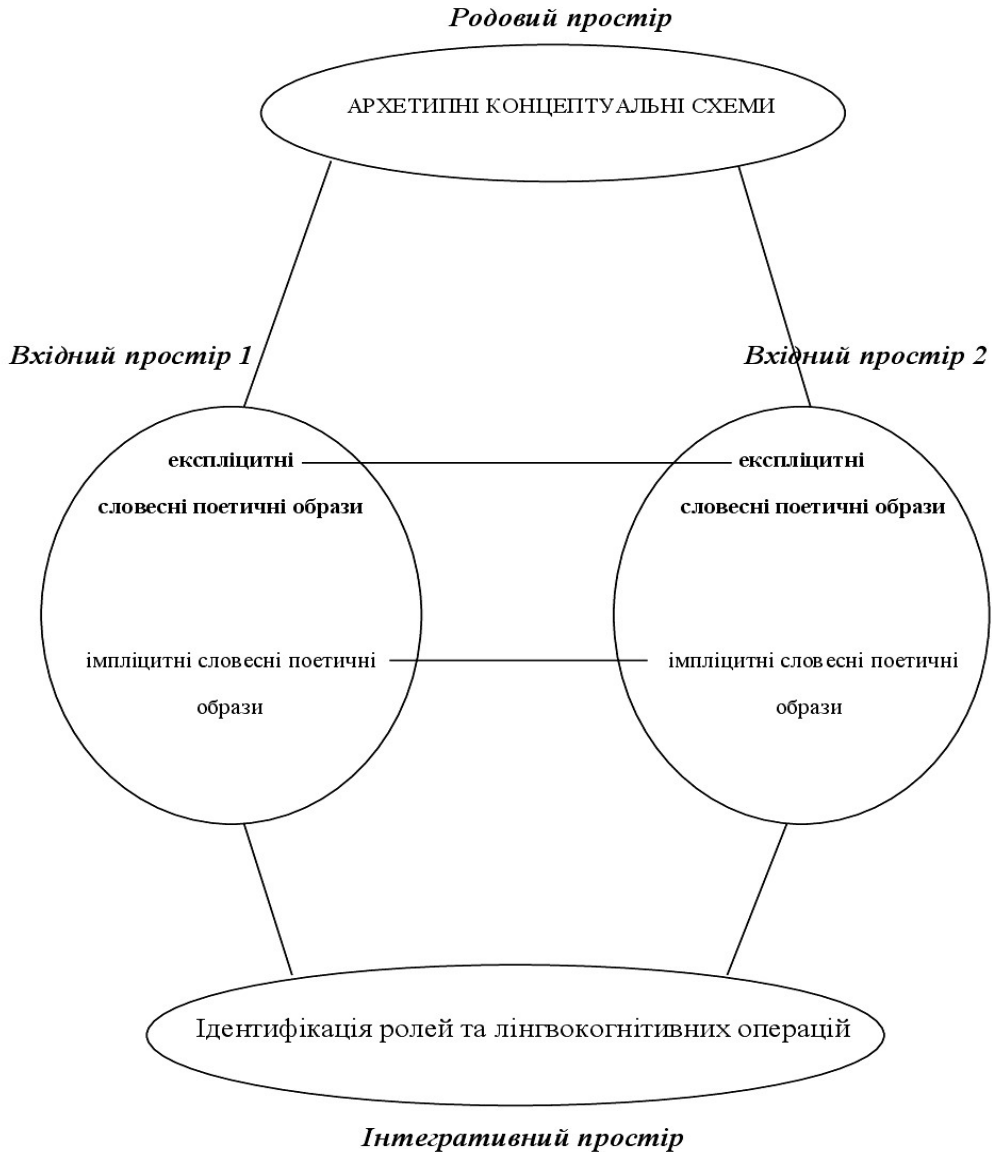 Родовий простір
АРХЕТИПНІ КОНЦЕПТУАЛЬНІ СХЕМИ
Вхідний простір 1
Вхідний простір 2
експліцитні
словесні поетичні образи
експліцитні
словесні поетичні образи
імпліцитні словесні поетичні
образи
імпліцитні словесні поетичні
образи
Ідентифікація ролей та лінгвокогнітивних операцій
Інтегративний простір